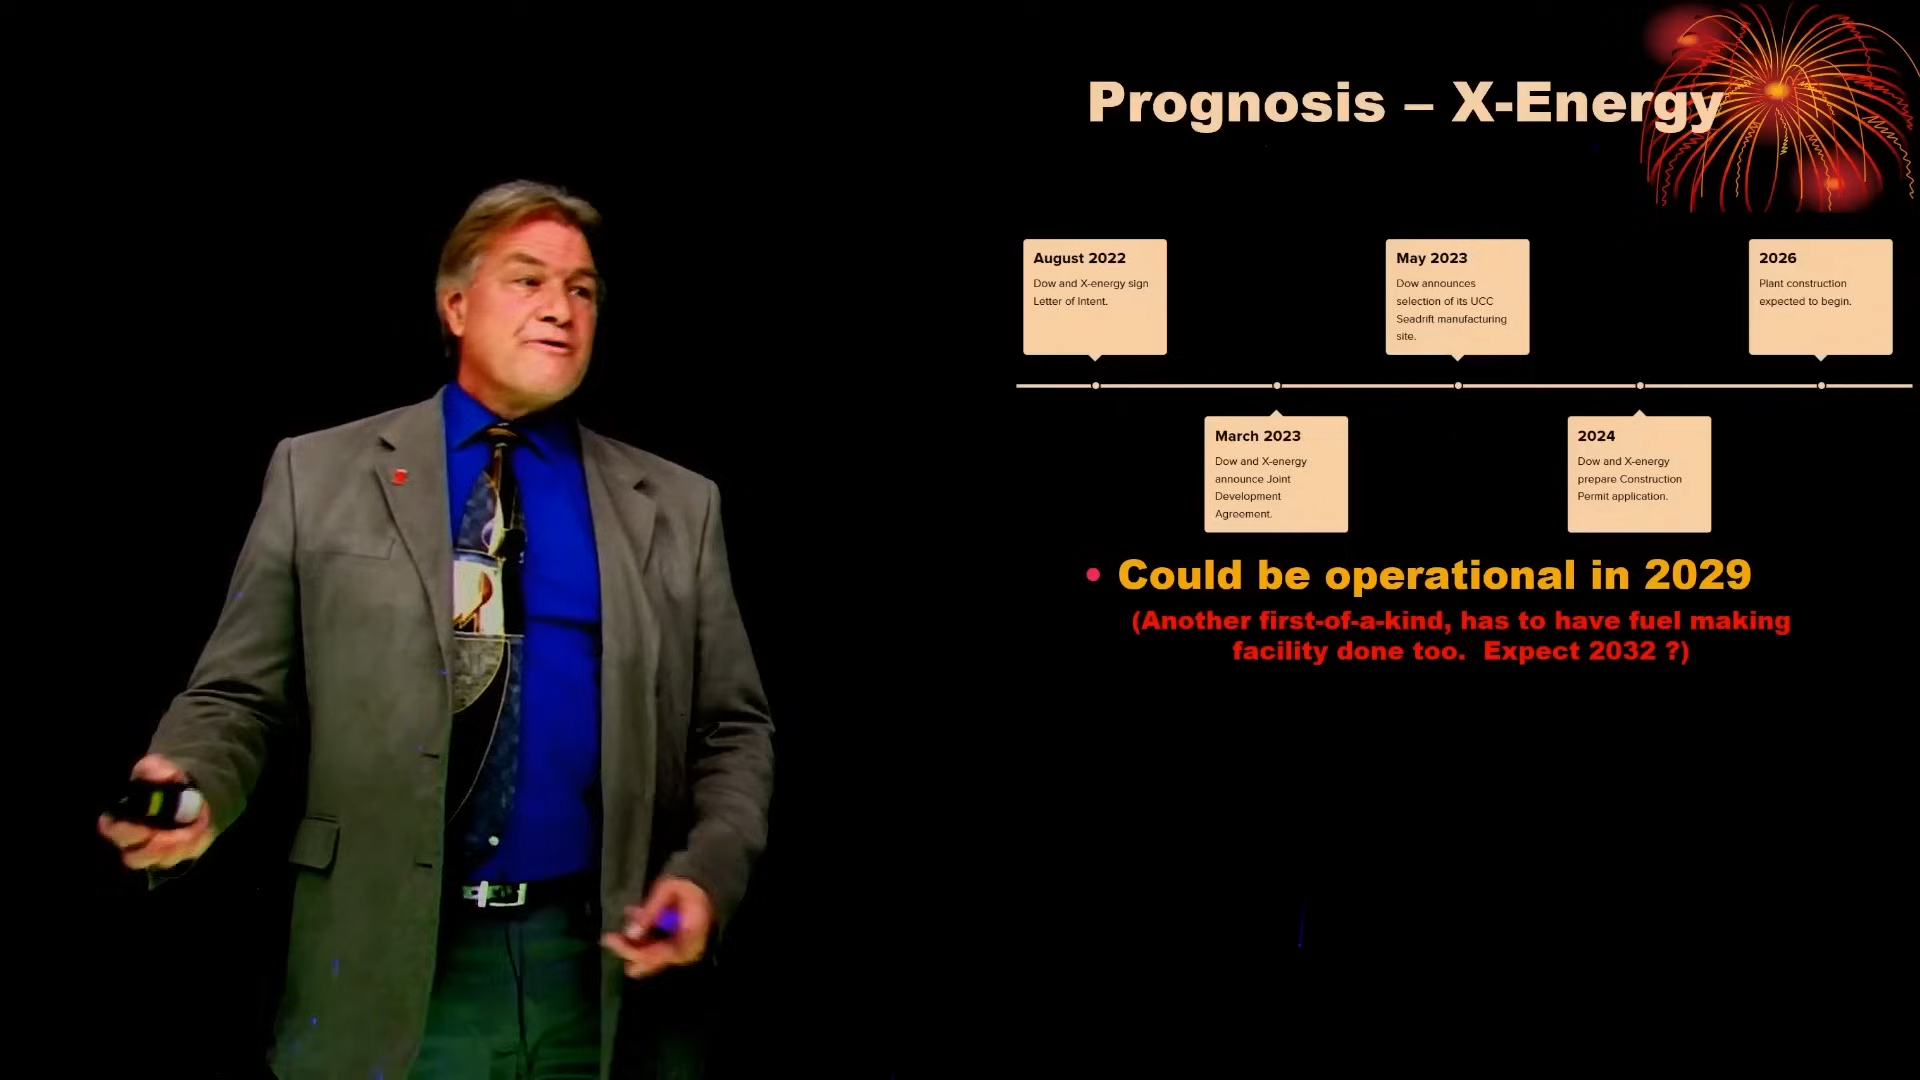 Prognosis – X-Energy
August 2022
Dow and X-energy sign
Letter of Intent.
May 2023
Dow announces
selection of its UCC
Seadrift manufacturing
site.
2026
Plant construction
expected to begin.
March 2023
Dow and X-energy
announce Joint
Development
Agreement.
2024
Dow and X-energy
prepare Construction
Permit application.
• Could be operational in 2029
(Another first-of-a-kind, has to have fuel making
facility done too. Expect 2032 ?)